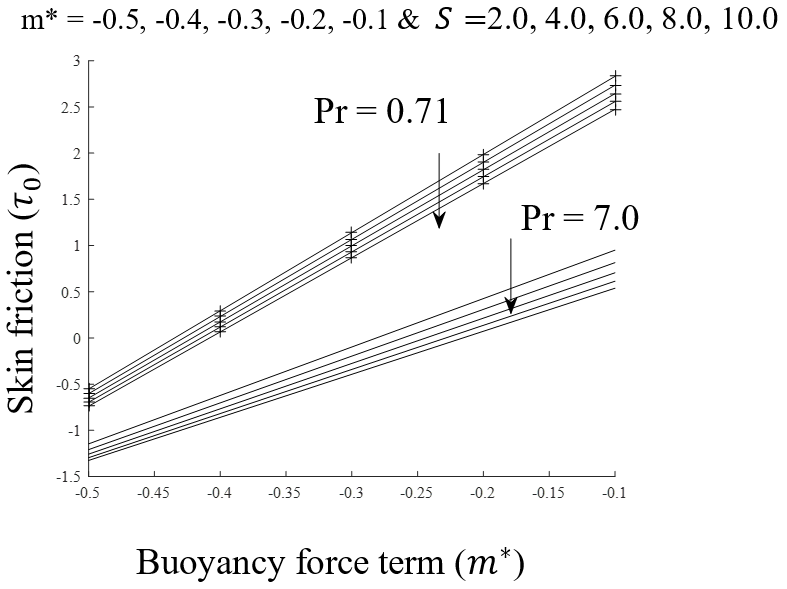 m* = -0.5, -0.4, -0.3, -0.2, -0.1 & S =2.0, 4.0, 6.0, 8.0, 10.0
3
2.5
2
1.5
1
0.5
0
-0.5
-1
-1.5
Skin friction (τ₀)
Pr = 0.71
Pr = 7.0
-0.5 -0.45 -0.4 -0.35 -0.3 -0.25 -0.2 -0.15 -0.1
Buoyancy force term (m*)